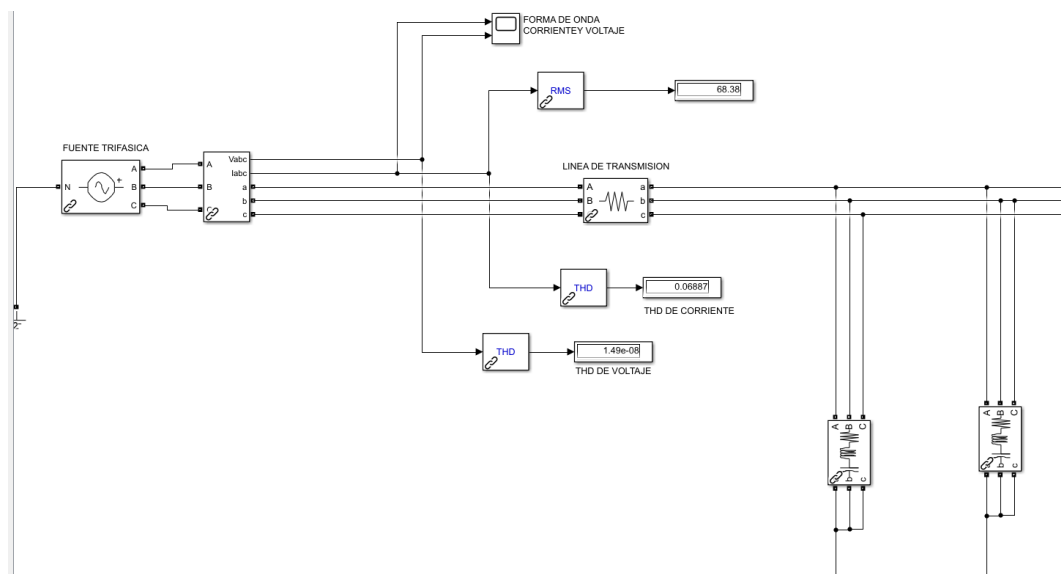 FORMA DE ONDA
CORRIENTEY VOLTAJE
RMS
68.38
FUENTE TRIFASICA
N
A
B
C
+
A
B
Vabc
Iabc
a
b
c
LINEA DE TRANSMISION
A
B
a
b
c
THD
0.06887
THD DE CORRIENTE
THD
1.49e-08
THD DE VOLTAJE
A B C
b c
A B C
b c